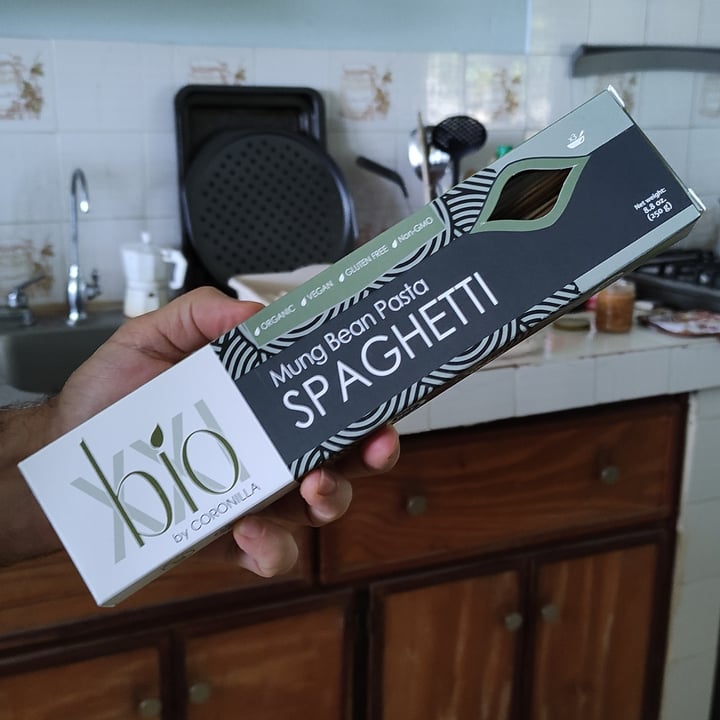 ORGANIC VEGAN GLUTEN FREE Non-GMO
Mung Bean Pasta
SPAGHETTI
Net weight:
8.8 oz.
(250 g)
XXI
bio
by CORONILLA